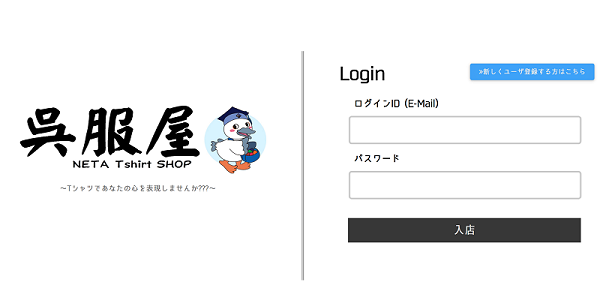 呉服屋
NETA Tshirt SHOP
～Tシャツであなたの心を表現しませんか???～
Login
»新しくユーザ登録する方はこちら
ログインID (E-Mail)
パスワード
入店